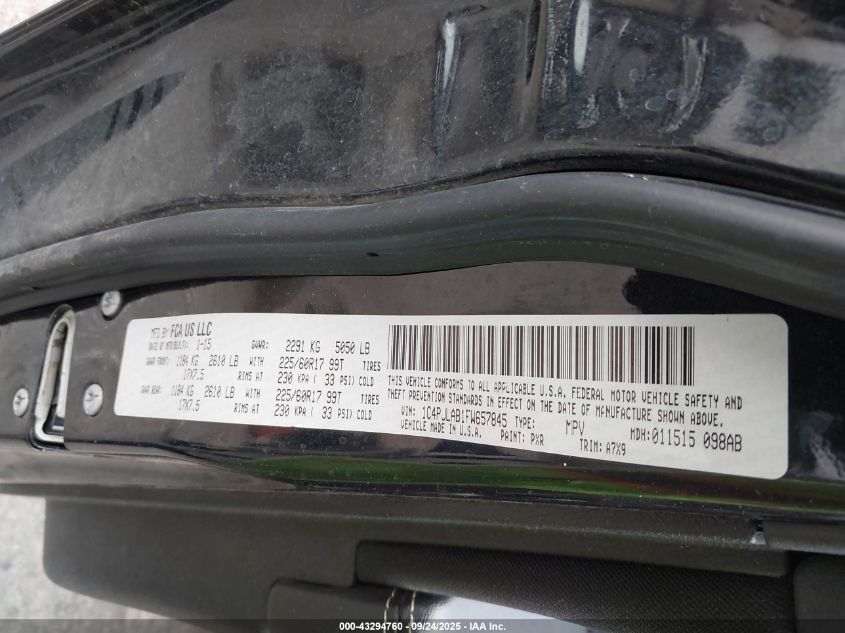 MFD BY: FCA US LLC
DATE OF MFR/BUILT: 1-15 GVWR: 2291 KG 5050 LB
GAWR FRONT: 1184 KG 2610 LB WITH 225/60R17 99T TIRES
17X7.5 RIMS AT 230 KPA ( 33 PSI) COLD
GAWR REAR: 1184 KG 2610 LB WITH 225/60R17 99T TIRES
17X7.5 RIMS AT 230 KPA ( 33 PSI) COLD
THIS VEHICLE CONFORMS TO ALL APPLICABLE U.S.A. FEDERAL MOTOR VEHICLE SAFETY AND
THEFT PREVENTION STANDARDS IN EFFECT ON THE DATE OF MANUFACTURE SHOWN ABOVE.
VIN: 1C4PJLAB1FW657845 TYPE: MPV MDH: 011515 098AB
VEHICLE MADE IN U.S.A. PAINT: PXR TRIM: A7X9
000-43294760 - 09/24/2025 - IAA Inc.